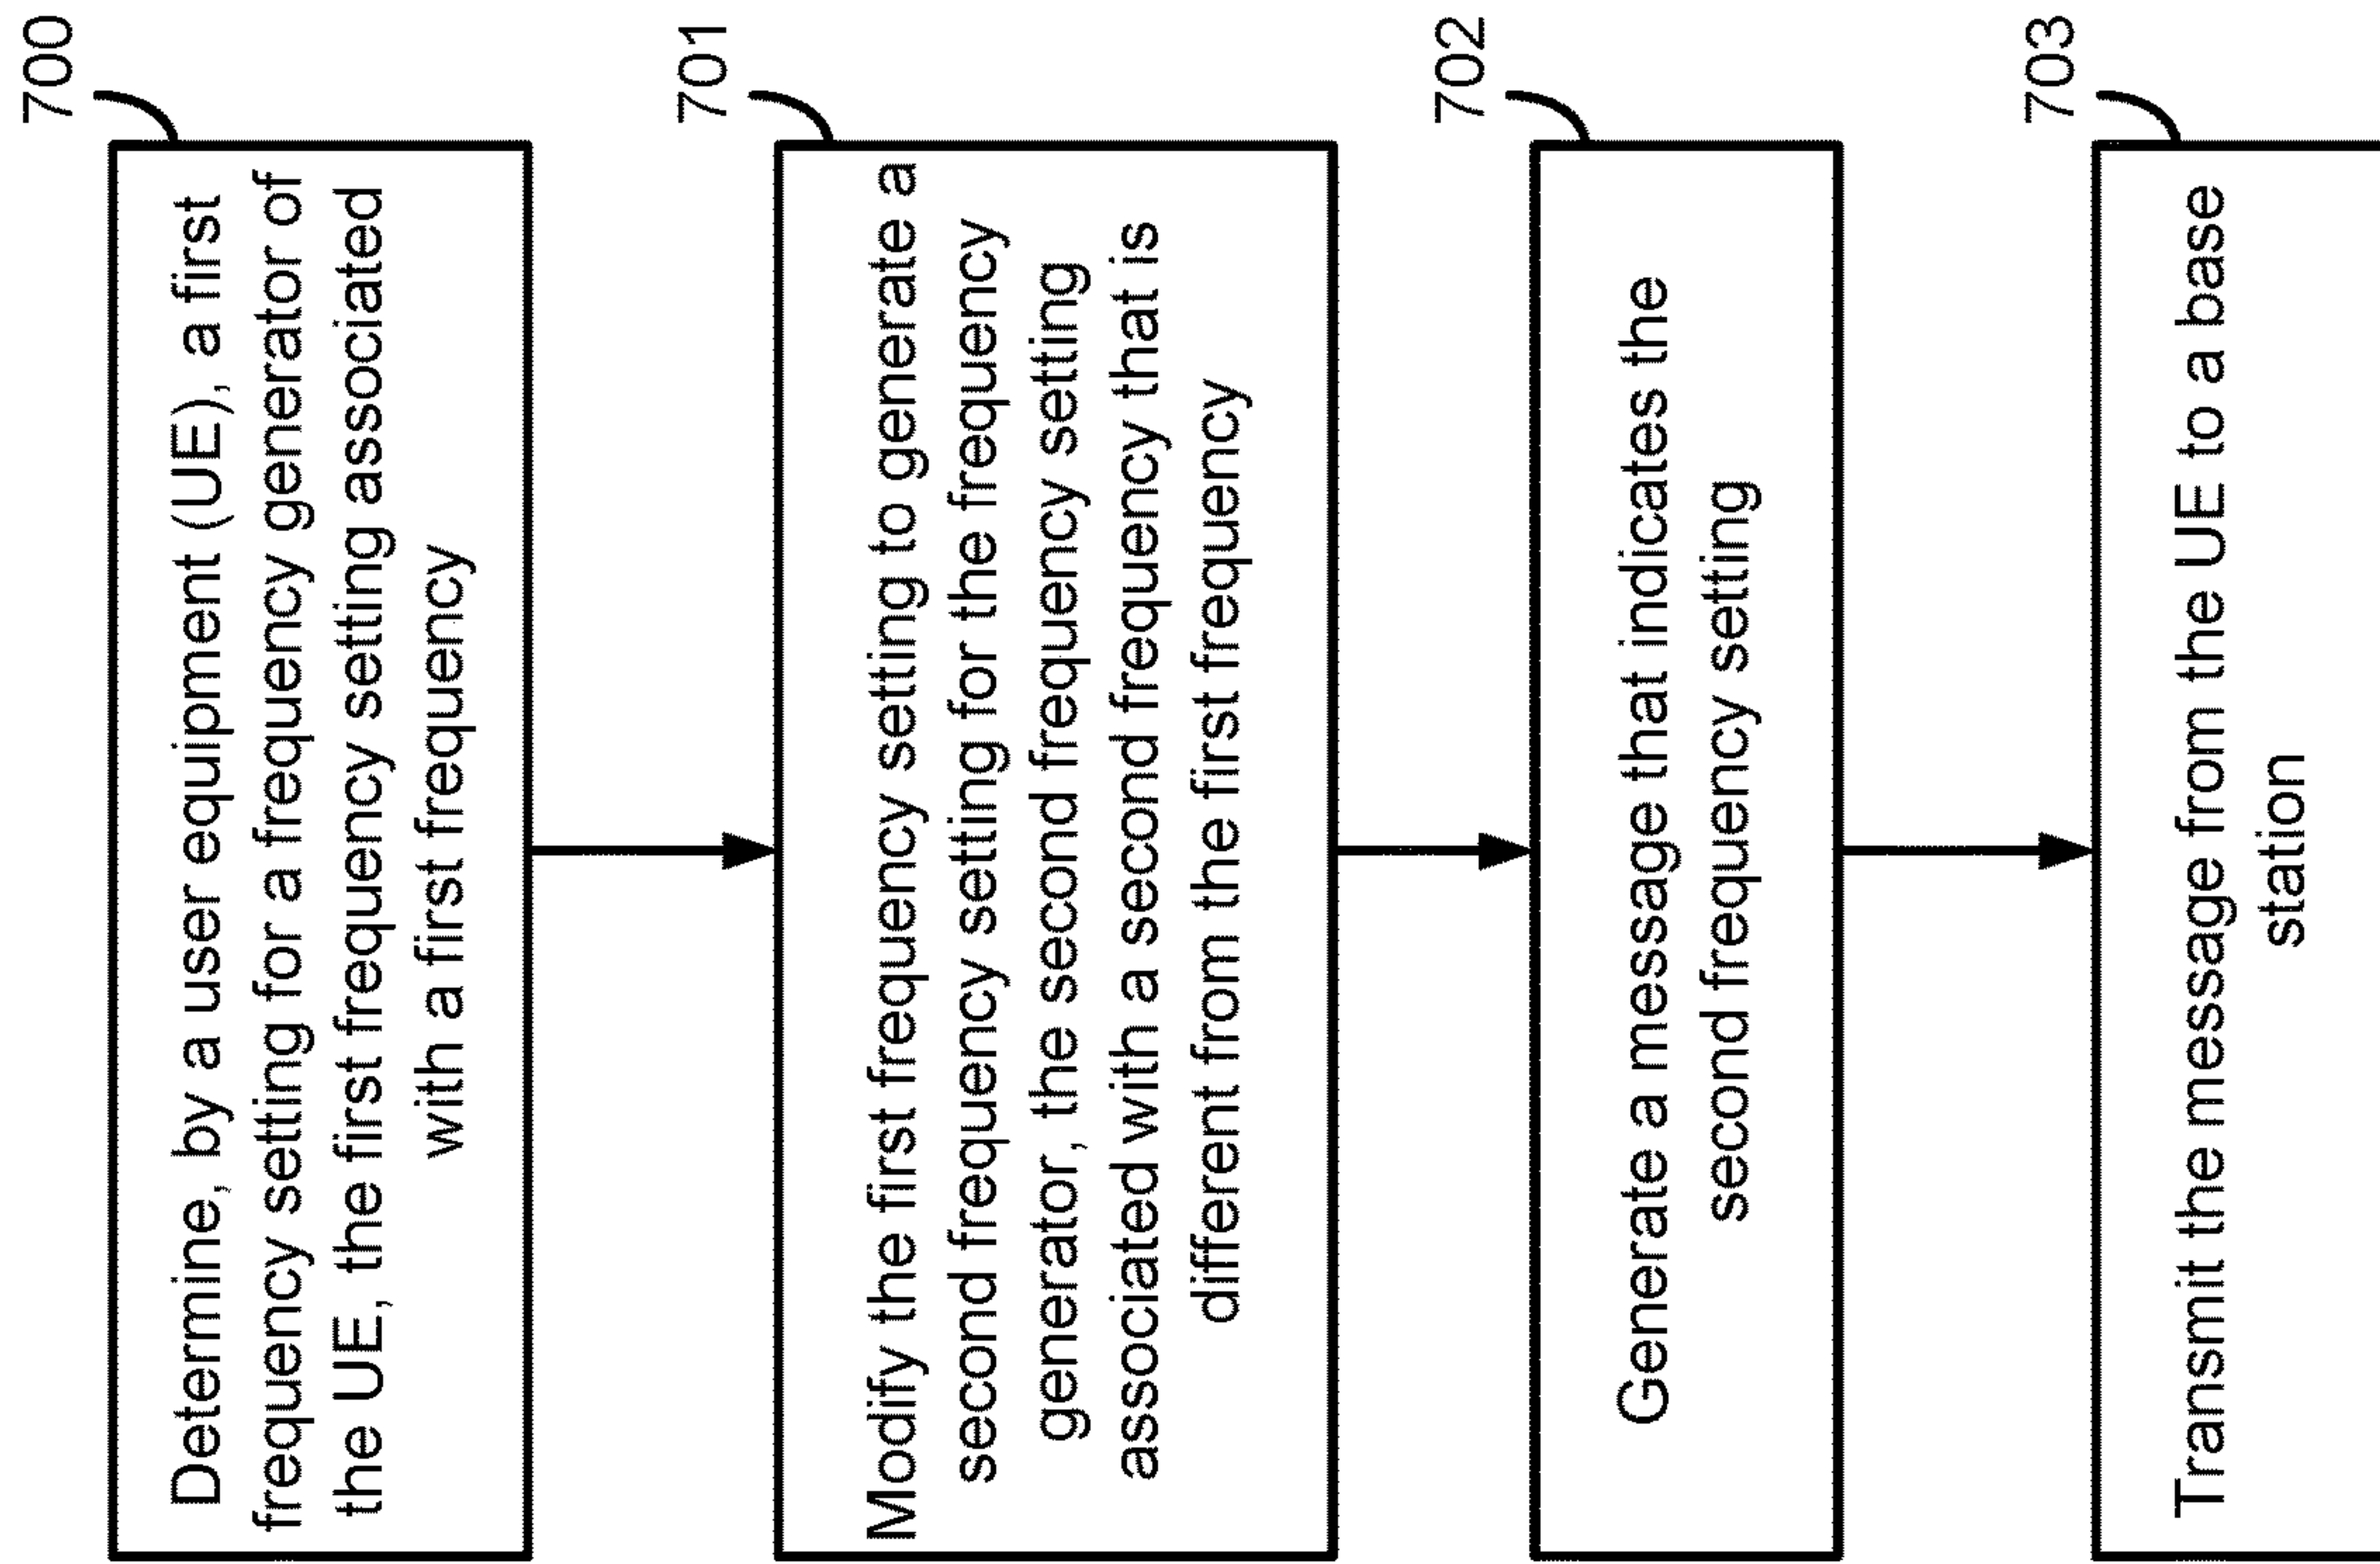 700
Determine, by a user equipment (UE), a first
frequency setting for a frequency generator of
the UE, the first frequency setting associated
with a first frequency
701
Modify the first frequency setting to generate a
second frequency setting for the frequency
generator, the second frequency setting
associated with a second frequency that is
different from the first frequency
702
Generate a message that indicates the
second frequency setting
703
Transmit the message from the UE to a base
station